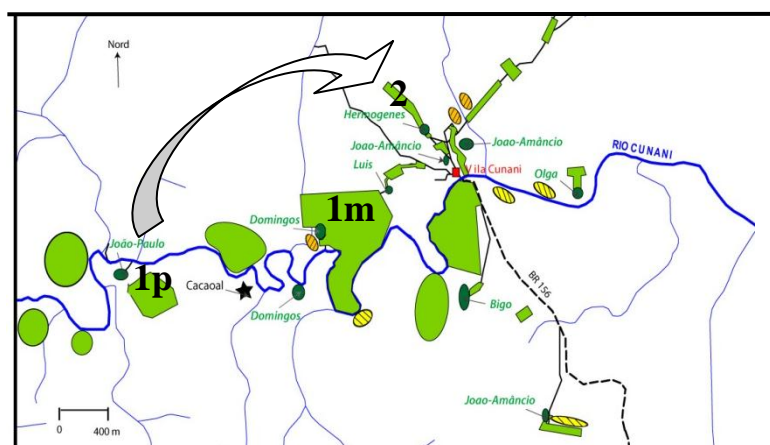 Nord
2
Hermogenes
Joao-Amâncio
Joao-Amâncio
Luis
Vila Cunani
Olga
RIO CUNANI
1m
Domingos
Joáo-Paulo
1p
Cacaoal
Domingos
Bigo
BR 156
Joao-Amâncio
0 400 m